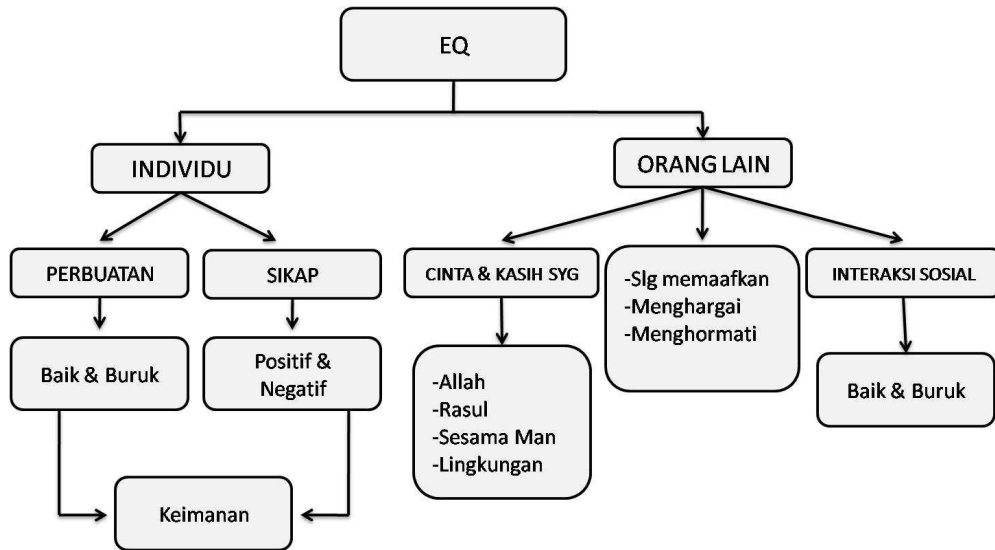 EQ
INDIVIDU
ORANG LAIN
PERBUATAN
SIKAP
CINTA & KASIH SYG
-Slg memaafkan
-Menghargai
-Menghormati
INTERAKSI SOSIAL
Baik & Buruk
Positif &
Negatif
-Allah
-Rasul
-Sesama Man
-Lingkungan
Baik & Buruk
Keimanan